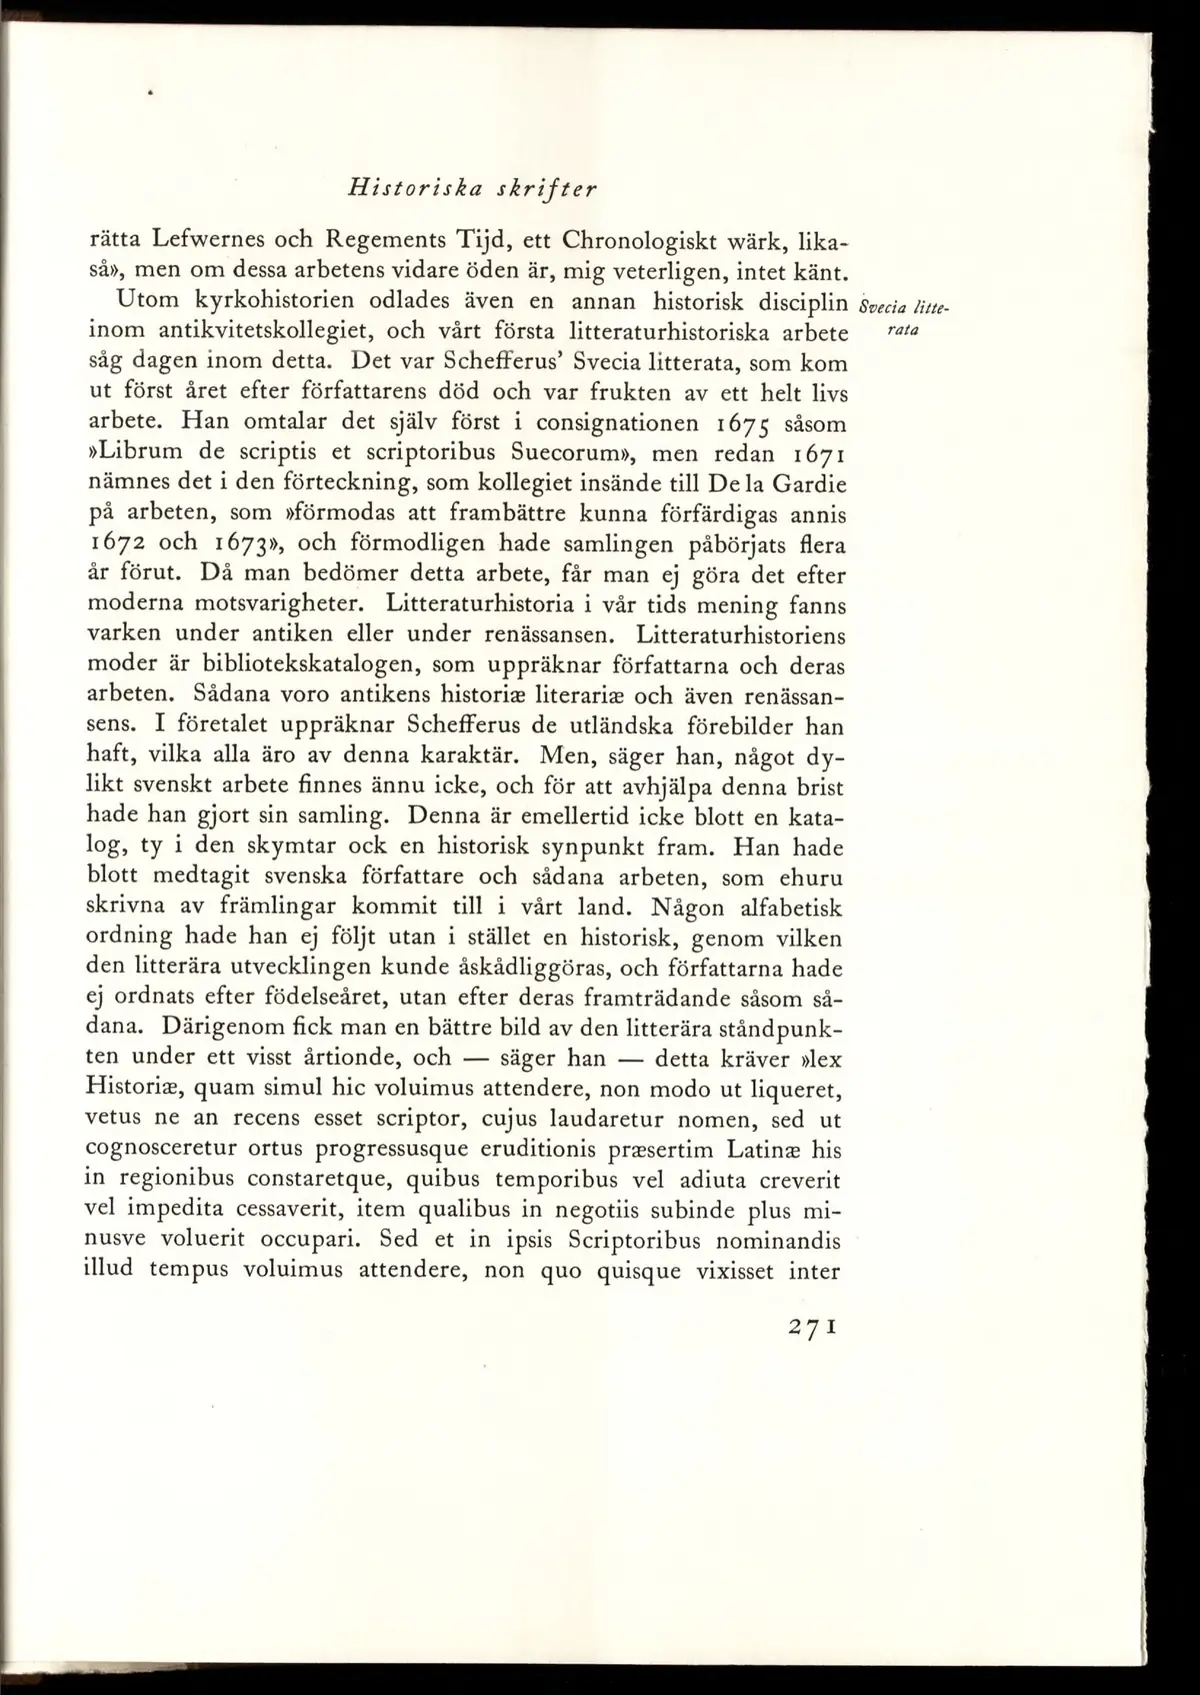 Historiska skrifter
rätta Lefwernes och Regements Tijd, ett Chronologiskt wärk, lika-
så», men om dessa arbetens vidare öden är, mig veterligen, intet känt.
Utom kyrkohistorien odlades även en annan historisk disciplin
Svecia litte-
rata
inom antikvitetskollegiet, och vårt första litteraturhistoriska arbete
såg dagen inom detta. Det var Schefferus’ Svecia litterata, som kom
ut först året efter författarens död och var frukten av ett helt livs
arbete. Han omtalar det själv först i consignationen 1675 såsom
»Librum de scriptis et scriptoribus Suecorum», men redan 1671
nämnes det i den förteckning, som kollegiet insände till De la Gardie
på arbeten, som »förmodas att frambättre kunna förfärdigas annis
1672 och 1673», och förmodligen hade samlingen påbörjats flera
år förut. Då man bedömer detta arbete, får man ej göra det efter
moderna motsvarigheter. Litteraturhistoria i vår tids mening fanns
varken under antiken eller under renässansen. Litteraturhistoriens
moder är bibliotekskatalogen, som uppräknar författarna och deras
arbeten. Sådana voro antikens historiæ literariæ och även renässan-
sens. I företalet uppräknar Schefferus de utländska förebilder han
haft, vilka alla äro av denna karaktär. Men, säger han, något dy-
likt svenskt arbete finnes ännu icke, och för att avhjälpa denna brist
hade han gjort sin samling. Denna är emellertid icke blott en kata-
log, ty i den skymtar ock en historisk synpunkt fram. Han hade
blott medtagit svenska författare och sådana arbeten, som ehuru
skrivna av främlingar kommit till i vårt land. Någon alfabetisk
ordning hade han ej följt utan i stället en historisk, genom vilken
den litterära utvecklingen kunde åskådliggöras, och författarna hade
ej ordnats efter födelseåret, utan efter deras framträdande såsom så-
dana. Därigenom fick man en bättre bild av den litterära ståndpunk-
ten under ett visst årtionde, och — säger han — detta kräver »lex
Historiæ, quam simul hic voluimus attendere, non modo ut liqueret,
vetus ne an recens esset scriptor, cujus laudaretur nomen, sed ut
cognosceretur ortus progressusque eruditionis præsertim Latinæ his
in regionibus constaretque, quibus temporibus vel adiuta creverit
vel impedita cessaverit, item qualibus in negotiis subinde plus mi-
nusve voluerit occupari. Sed et in ipsis Scriptoribus nominandis
illud tempus voluimus attendere, non quo quisque vixisset inter
271